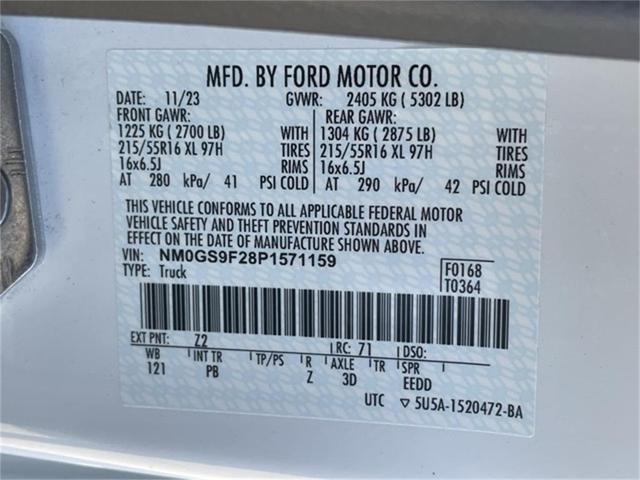 MFD. BY FORD MOTOR CO.
DATE: 11/23 GVWR: 2405 KG ( 5302 LB)
FRONT GAWR: REAR GAWR:
1225 KG ( 2700 LB) WITH 1304 KG ( 2875 LB) WITH
215/55R16 XL 97H TIRES 215/55R16 XL 97H TIRES
16x6.5J RIMS 16x6.5J RIMS
AT 280 kPa/ 41 PSI COLD AT 290 kPa/ 42 PSI COLD
THIS VEHICLE CONFORMS TO ALL APPLICABLE FEDERAL MOTOR
VEHICLE SAFETY AND THEFT PREVENTION STANDARDS IN
EFFECT ON THE DATE OF MANUFACTURE SHOWN ABOVE.
VIN: NM0GS9F28P1571159 F0168
TYPE: Truck T0364
EXT PNT: Z2 RC: 71 DSO:
WB INT TR TP/PS R AXLE TR SPR
121 PB Z 3D EEDD
UTC ▽ 5U5A-1520472-BA